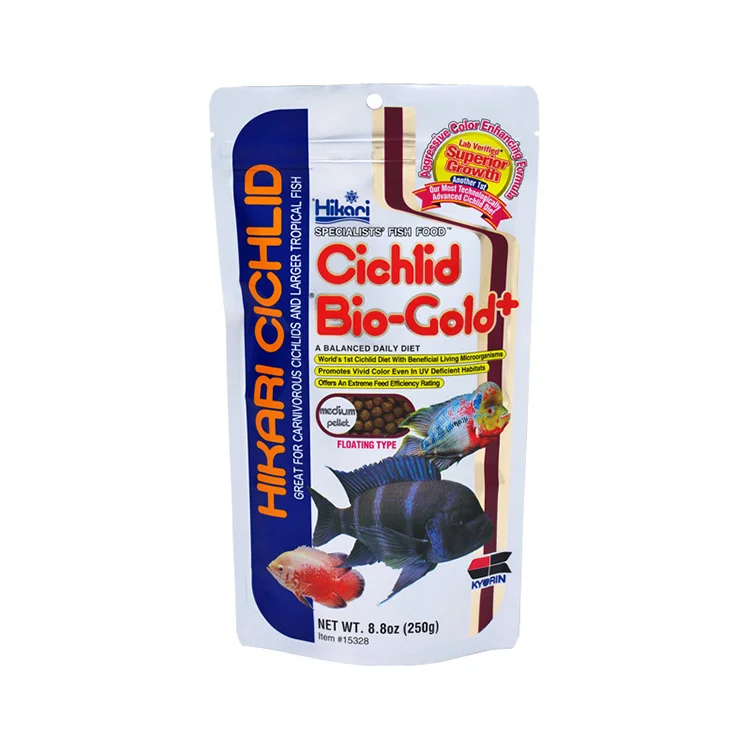 Aggressive Color Enhancing Formula
Lab Verified*
Superior
Growth
Another 1st
Our Most Technologically
Advanced Cichlid Diet
HIKARI CICHLID
GREAT FOR CARNIVOROUS CICHLIDS AND LARGER TROPICAL FISH
Hikari
SPECIALISTS' FISH FOOD™
Cichlid
®Bio-Gold+
A BALANCED DAILY DIET
World's 1st Cichlid Diet With Beneficial Living Microorganisms
Promotes Vivid Color Even In UV Deficient Habitats
Offers An Extreme Feed Efficiency Rating
medium
pellet
FLOATING TYPE
KYORIN
NET WT. 8.8oz (250g)
Item #15328